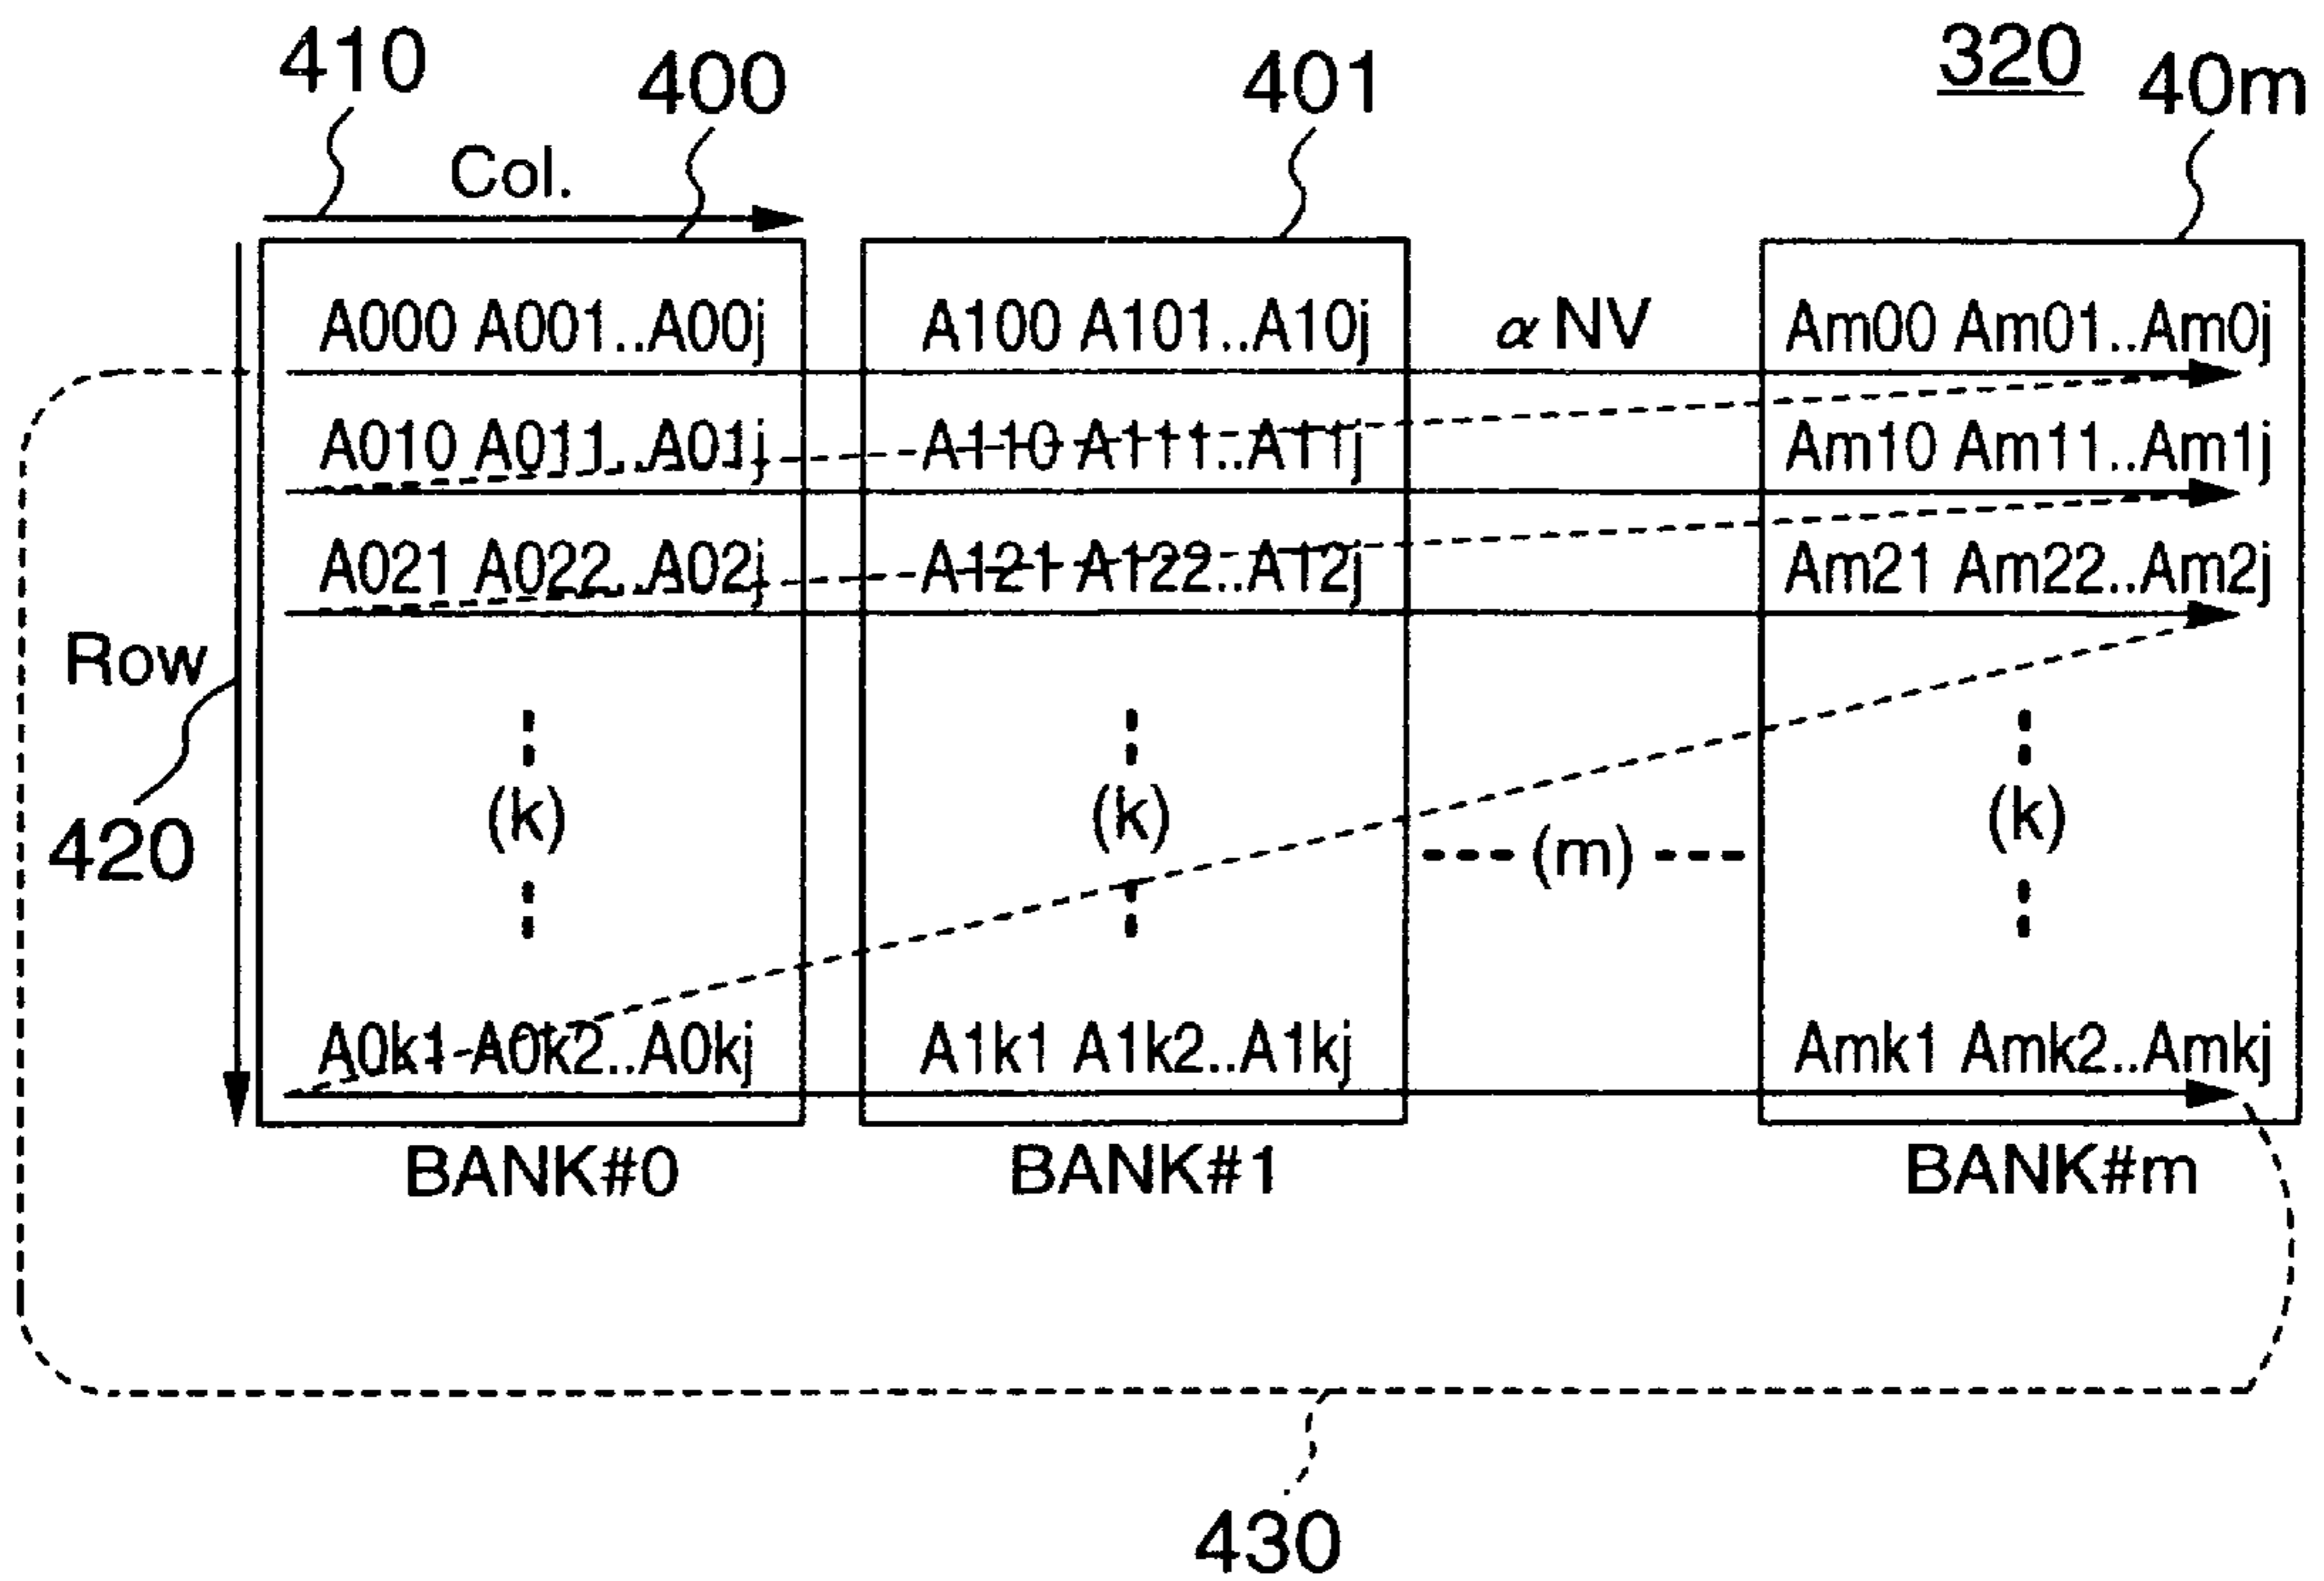 410 400 401 320 40m
Col.
A000 A001..A00j A100 A101..A10j α NV Am00 Am01..Am0j
A010 A011..A01j A110 A111..A11j Am10 Am11..Am1j
A021 A022..A02j A121 A122..A12j Am21 Am22..Am2j
Row
420
(k) (k) (m) (k)
A0k1 A0k2..A0kj A1k1 A1k2..A1kj Amk1 Amk2..Amkj
BANK#0 BANK#1 BANK#m
430